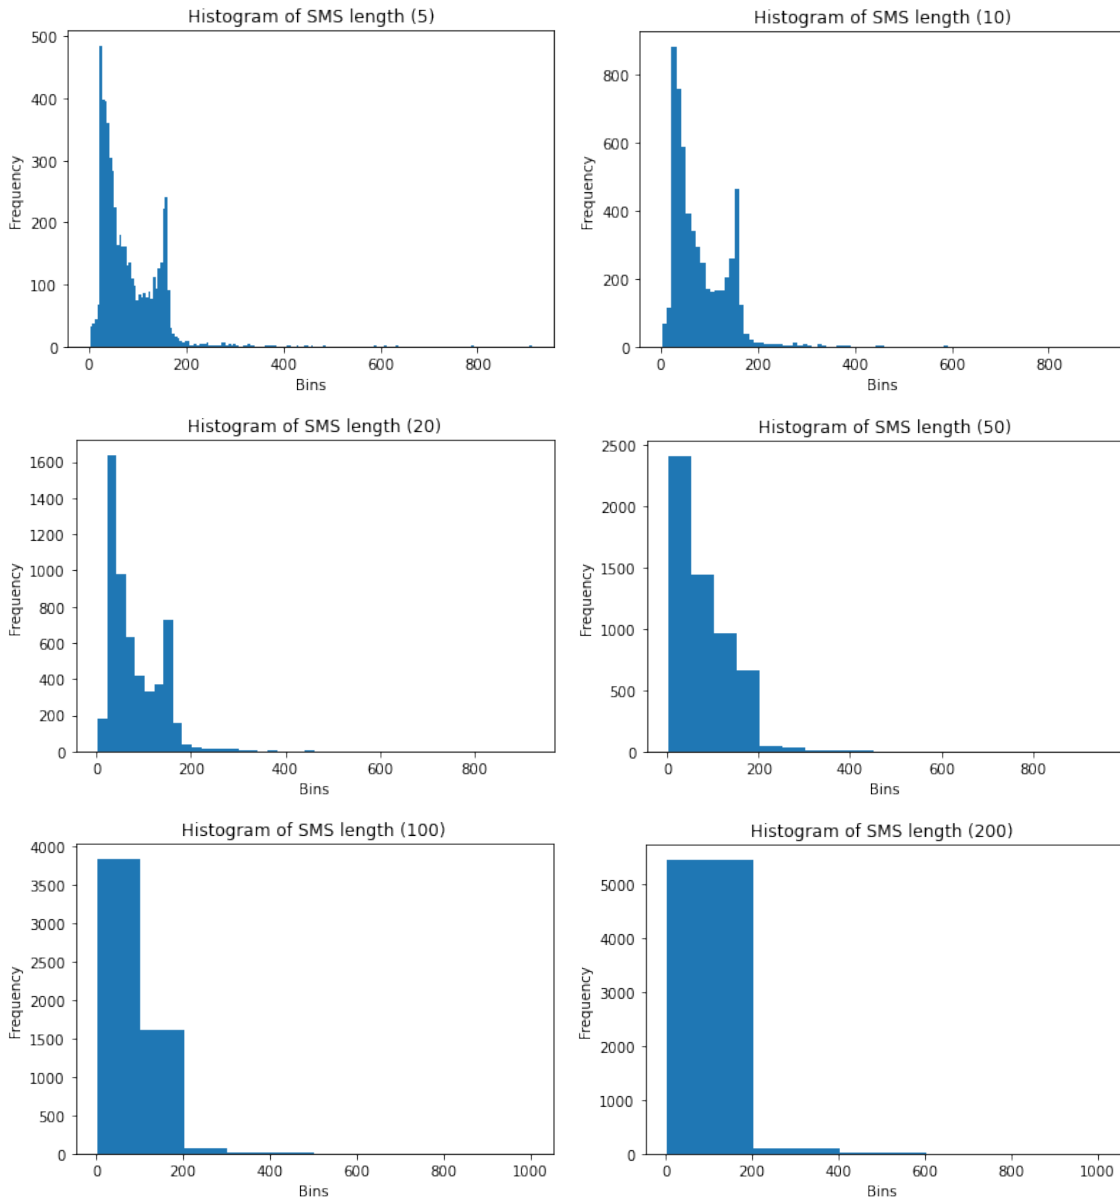 Histogram of SMS length (5)
500
400
300
200
100
0
Frequency
0 200 400 600 800
Bins
Histogram of SMS length (10)
800
600
400
200
0
Frequency
0 200 400 600 800
Bins
Histogram of SMS length (20)
1600
1400
1200
1000
800
600
400
200
0
Frequency
0 200 400 600 800
Bins
Histogram of SMS length (50)
2500
2000
1500
1000
500
0
Frequency
0 200 400 600 800
Bins
Histogram of SMS length (100)
4000
3500
3000
2500
2000
1500
1000
500
0
Frequency
0 200 400 600 800 1000
Bins
Histogram of SMS length (200)
5000
4000
3000
2000
1000
0
Frequency
0 200 400 600 800 1000
Bins